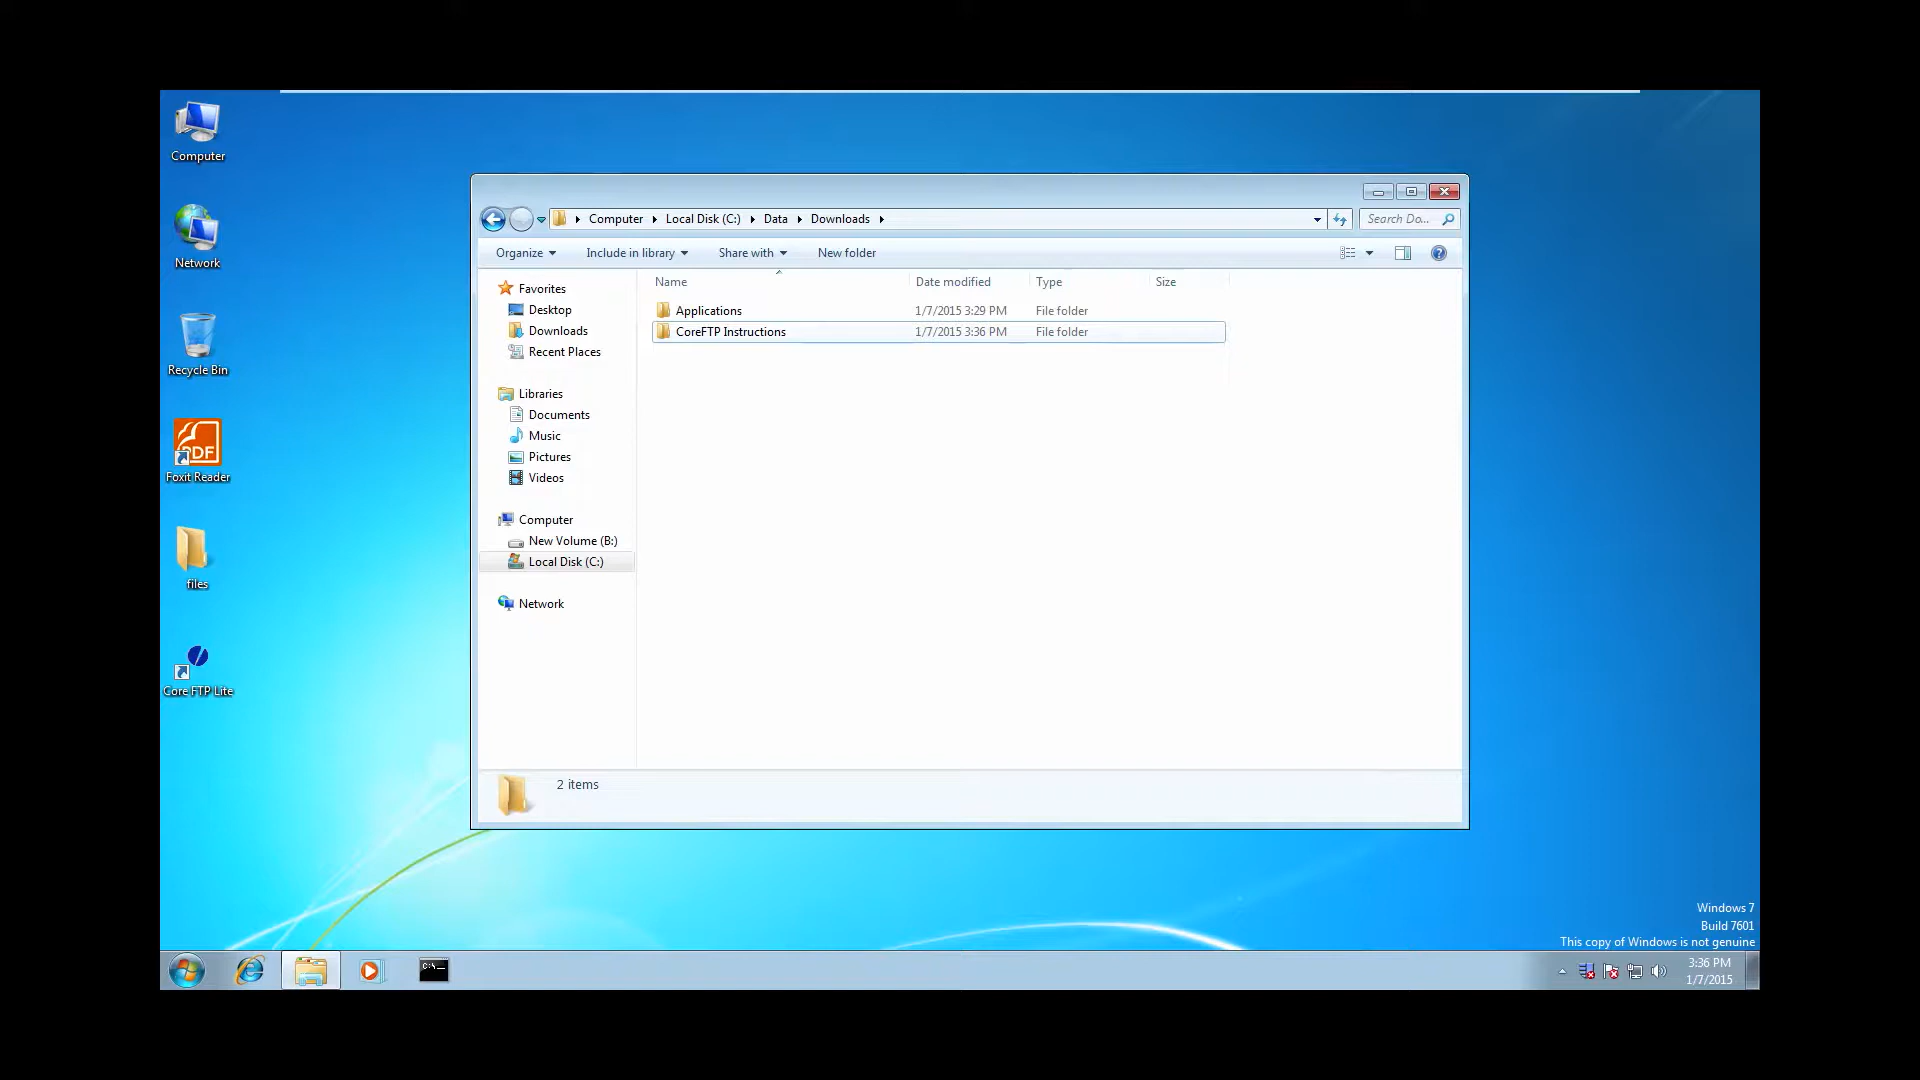 Computer
Network
Recycle Bin
PDF
Foxit Reader
files
Core FTP Lite
Computer Local Disk (C:) Data Downloads
Search Do...
Organize Include in library Share with New folder
Name Date modified Type Size
Applications 1/7/2015 3:29 PM File folder
CoreFTP Instructions 1/7/2015 3:36 PM File folder
Favorites
Desktop
Downloads
Recent Places
Libraries
Documents
Music
Pictures
Videos
Computer
New Volume (B:)
Local Disk (C:)
Network
2 items
Windows 7
Build 7601
This copy of Windows is not genuine
C:\_
3:36 PM
1/7/2015